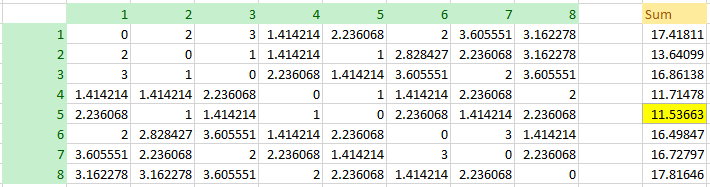 1 2 3 4 5 6 7 8 Sum
1 0 2 3 1.414214 2.236068 2 3.605551 3.162278 17.41811
2 2 0 1 1.414214 1 2.828427 2.236068 3.162278 13.64099
3 3 1 0 2.236068 1.414214 3.605551 2 3.605551 16.86138
4 1.414214 1.414214 2.236068 0 1 1.414214 2.236068 2 11.71478
5 2.236068 1 1.414214 1 0 2.236068 1.414214 2.236068 11.53663
6 2 2.828427 3.605551 1.414214 2.236068 0 3 1.414214 16.49847
7 3.605551 2.236068 2 2.236068 1.414214 3 0 2.236068 16.72797
8 3.162278 3.162278 3.605551 2 2.236068 1.414214 2.236068 0 17.81646